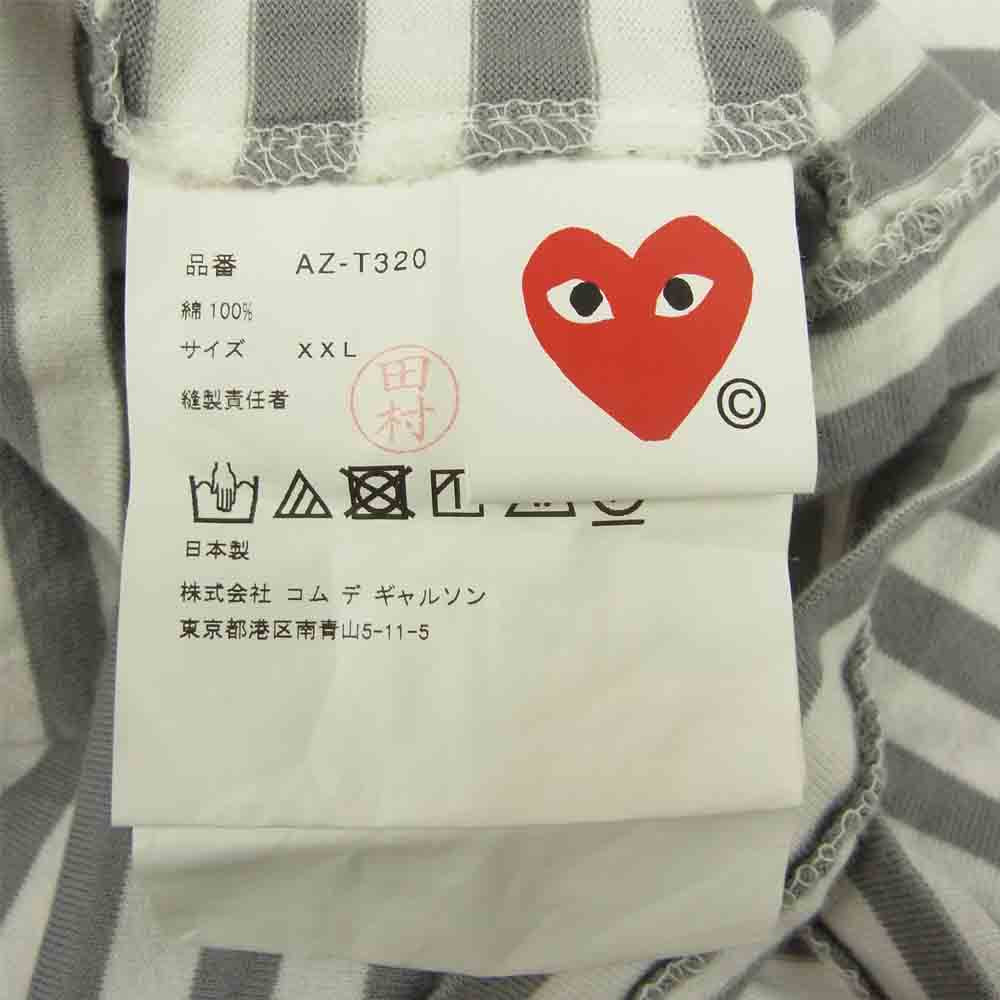 品番 AZ-T320
綿 100%
サイズ XXL
縫製責任者
田村
©
日本製
株式会社 コム デ ギャルソン
東京都港区南青山5-11-5